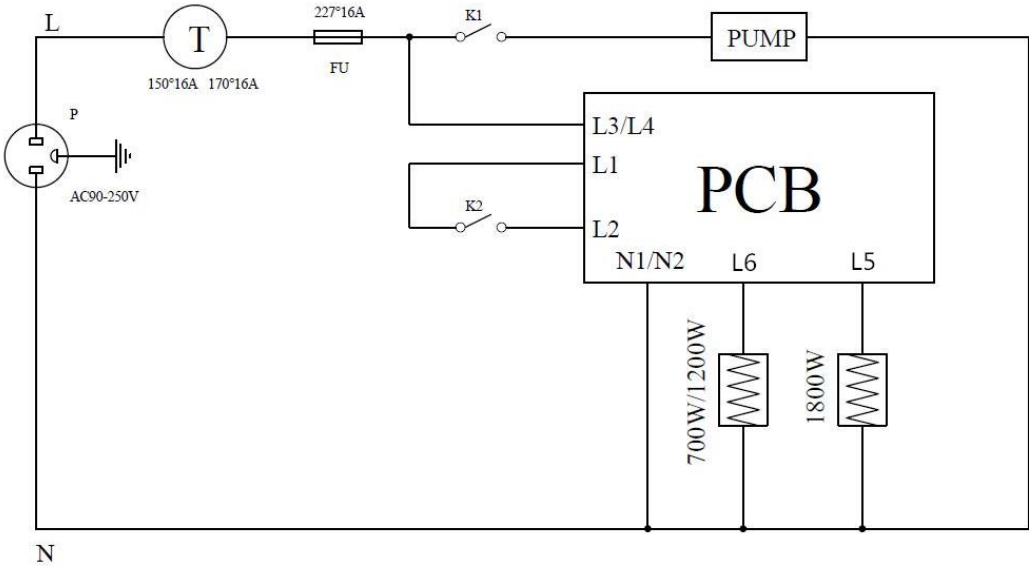 L
T
150°16A 170°16A
227°16A
FU
K1
PUMP
P
AC90-250V
K2
L3/L4
L1
L2
PCB
N1/N2
L6
L5
700W/1200W
1800W
N